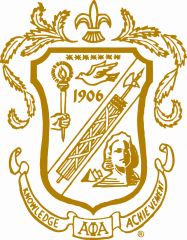 1906
KNOWLEDGE ΑΦΑ ACHIEVEMENT
®